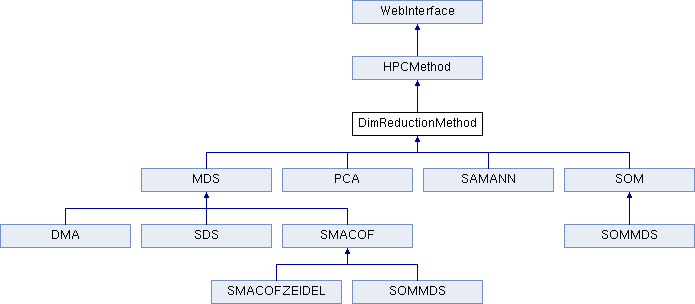 WebInterface
HPCMethod
DimReductionMethod
MDS PCA SAMANN SOM
DMA SDS SMACOF SOMMDS
SMACOFZEIDEL SOMMDS